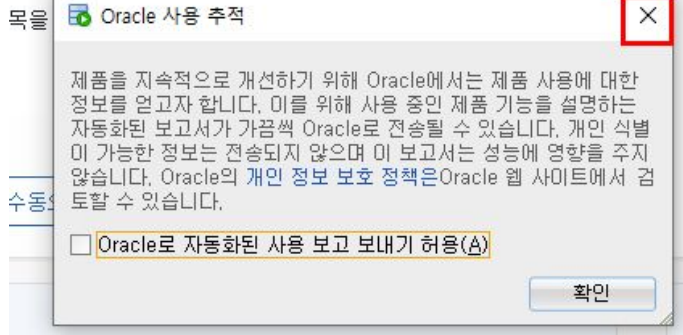 목을
Oracle 사용 추적
제품을 지속적으로 개선하기 위해 Oracle에서는 제품 사용에 대한
정보를 얻고자 합니다. 이를 위해 사용 중인 제품 기능을 설명하는
자동화된 보고서가 가끔씩 Oracle로 전송될 수 있습니다. 개인 식별
이 가능한 정보는 전송되지 않으며 이 보고서는 성능에 영향을 주지
않습니다. Oracle의 개인 정보 보호 정책은Oracle 웹 사이트에서 검
토할 수 있습니다.
수동
Oracle로 자동화된 사용 보고 보내기 허용(A)
확인